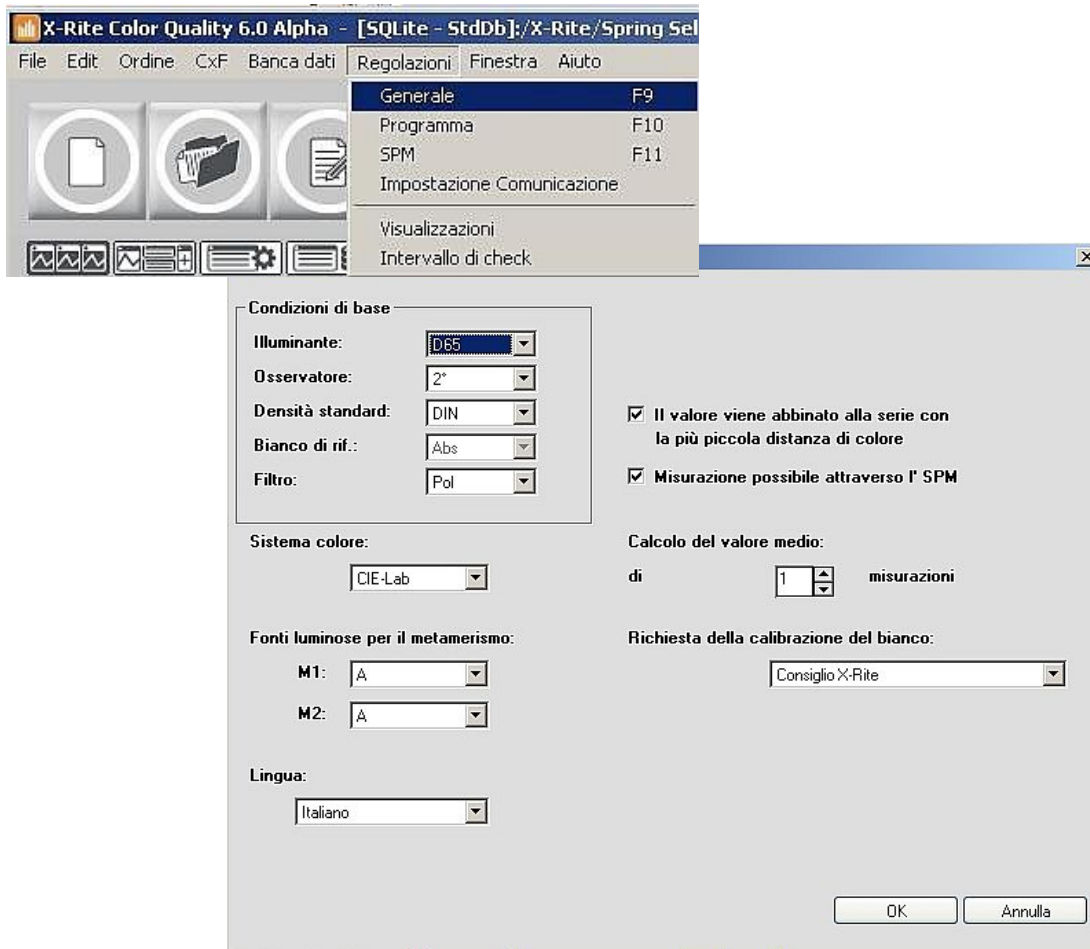 X-Rite Color Quality 6.0 Alpha - [SQLite - StdDb]:/X-Rite/Spring Sel
File Edit Ordine CxF Banca dati Regolazioni Finestra Aiuto
Generale F9
Programma F10
SPM F11
Impostazione Comunicazione
Visualizzazioni
Intervallo di check
Condizioni di base
Illuminante: D65
Osservatore: 2°
Densità standard: DIN
Bianco di rif.: Abs
Filtro: Pol
Il valore viene abbinato alla serie con
la più piccola distanza di colore
Misurazione possibile attraverso l' SPM
Sistema colore:
CIE-Lab
Calcolo del valore medio:
di 1 misurazioni
Fonti luminose per il metamerismo:
M1: A
M2: A
Richiesta della calibrazione del bianco:
Consiglio X-Rite
Lingua:
Italiano
OK Annulla